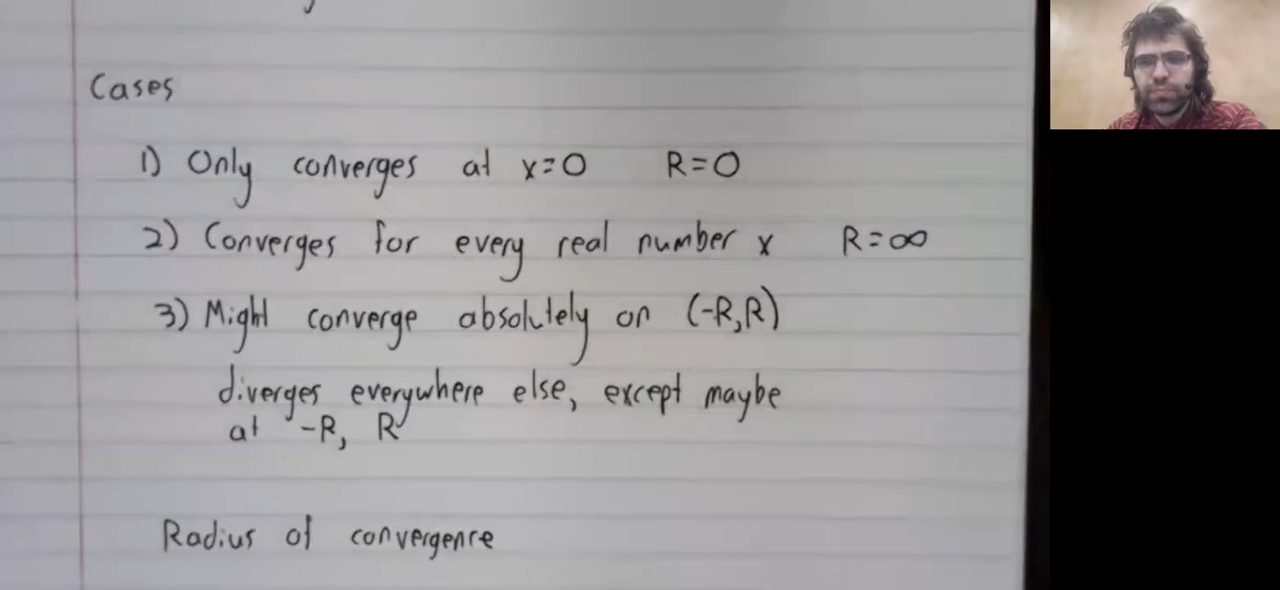 Cases
1) Only converges at x=0 R=0
2) Converges for every real number x R=∞
3) Might converge absolutely on (-R,R)
diverges everywhere else, except maybe
at -R, R
Radius of convergence